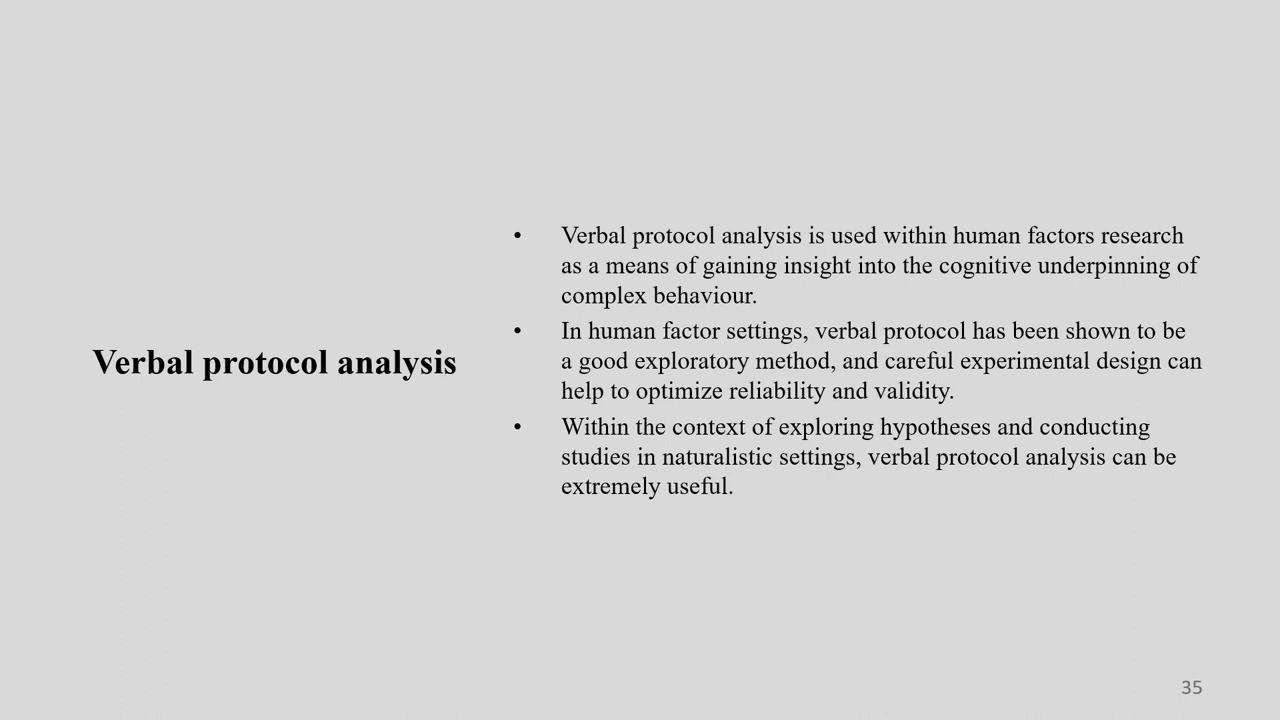 Verbal protocol analysis
• Verbal protocol analysis is used within human factors research
as a means of gaining insight into the cognitive underpinning of
complex behaviour.
• In human factor settings, verbal protocol has been shown to be
a good exploratory method, and careful experimental design can
help to optimize reliability and validity.
• Within the context of exploring hypotheses and conducting
studies in naturalistic settings, verbal protocol analysis can be
extremely useful.
35